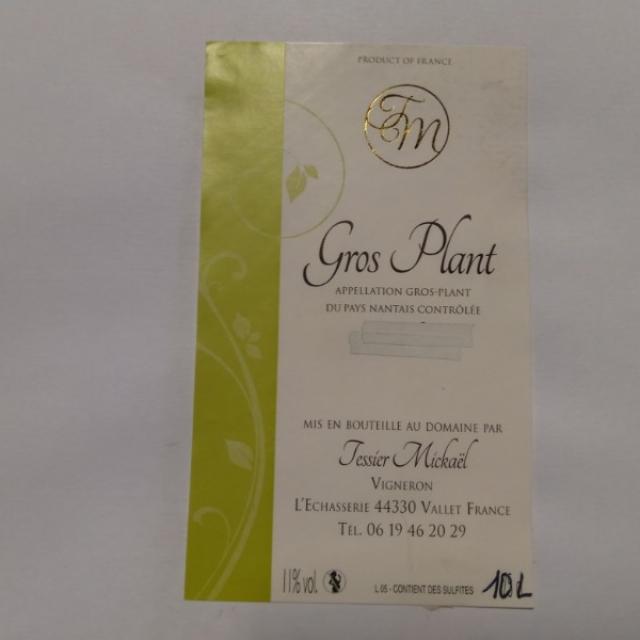 PRODUCT OF FRANCE
TM
Gros Plant
APPELLATION GROS-PLANT
DU PAYS NANTAIS CONTRÔLÉE
MIS EN BOUTEILLE AU DOMAINE PAR
Tessier Mickaël
VIGNERON
L'ECHASSERIE 44330 VALLET FRANCE
TÉL. 06 19 46 20 29
11% vol.
L 05 - CONTIENT DES SULFITES
10 L